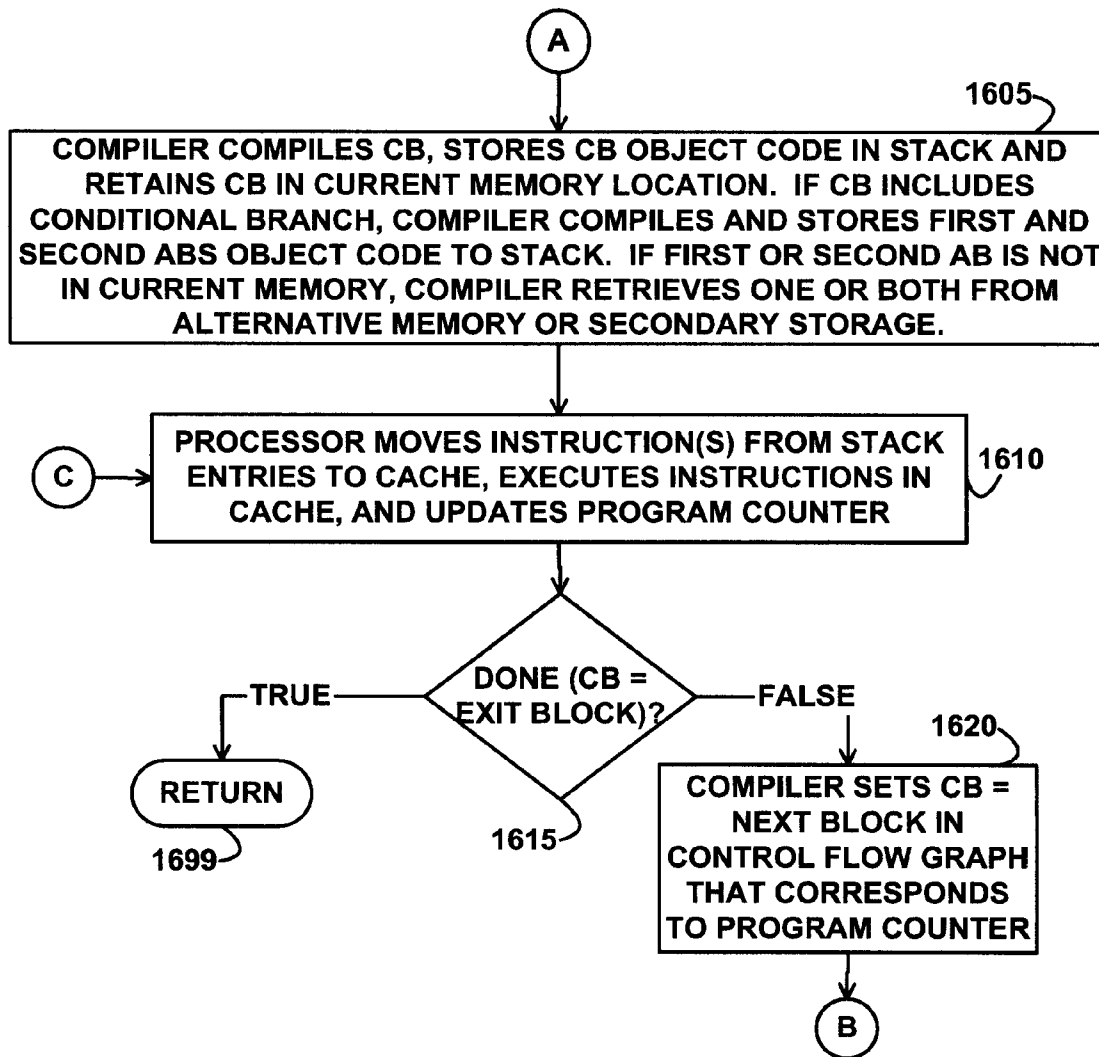 A
1605
COMPILER COMPILES CB, STORES CB OBJECT CODE IN STACK AND
RETAINS CB IN CURRENT MEMORY LOCATION. IF CB INCLUDES
CONDITIONAL BRANCH, COMPILER COMPILES AND STORES FIRST AND
SECOND ABS OBJECT CODE TO STACK. IF FIRST OR SECOND AB IS NOT
IN CURRENT MEMORY, COMPILER RETRIEVES ONE OR BOTH FROM
ALTERNATIVE MEMORY OR SECONDARY STORAGE.
C
PROCESSOR MOVES INSTRUCTION(S) FROM STACK
ENTRIES TO CACHE, EXECUTES INSTRUCTIONS IN
CACHE, AND UPDATES PROGRAM COUNTER
1610
DONE (CB =
EXIT BLOCK)?
TRUE
FALSE
RETURN
1699
1615
1620
COMPILER SETS CB =
NEXT BLOCK IN
CONTROL FLOW GRAPH
THAT CORRESPONDS
TO PROGRAM COUNTER
B